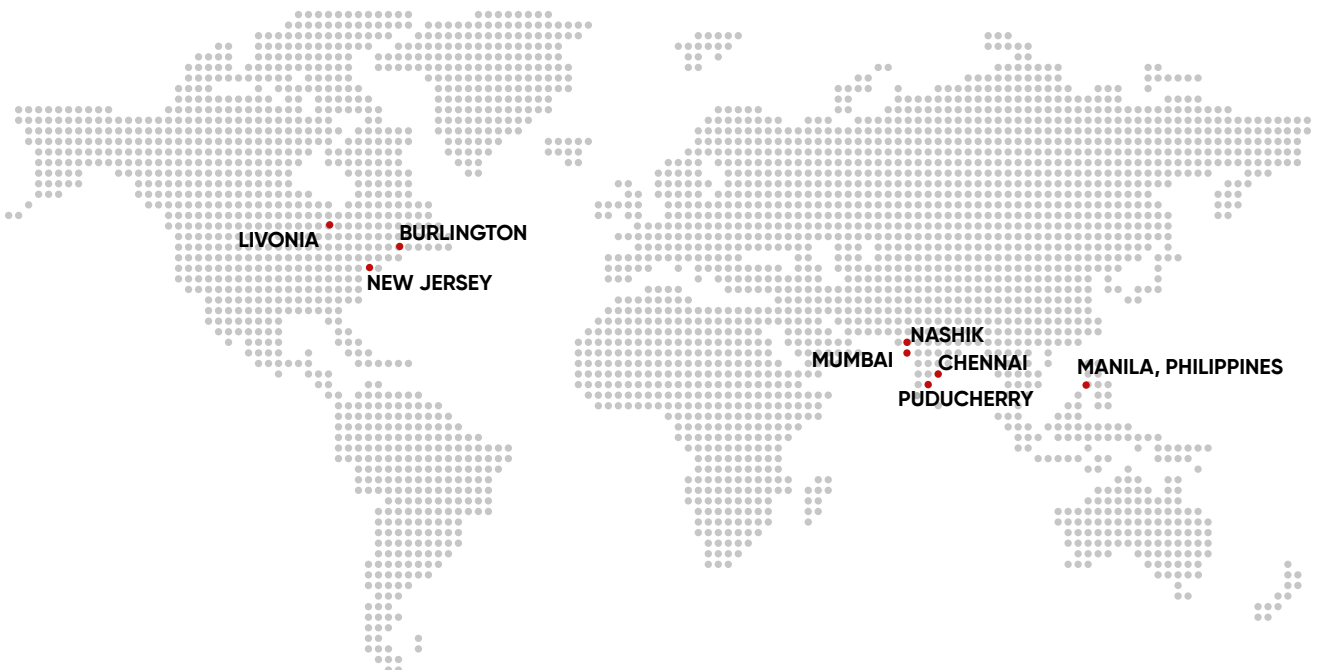 LIVONIA
BURLINGTON
NEW JERSEY
NASHIK
MUMBAI
CHENNAI
MANILA, PHILIPPINES
PUDUCHERRY